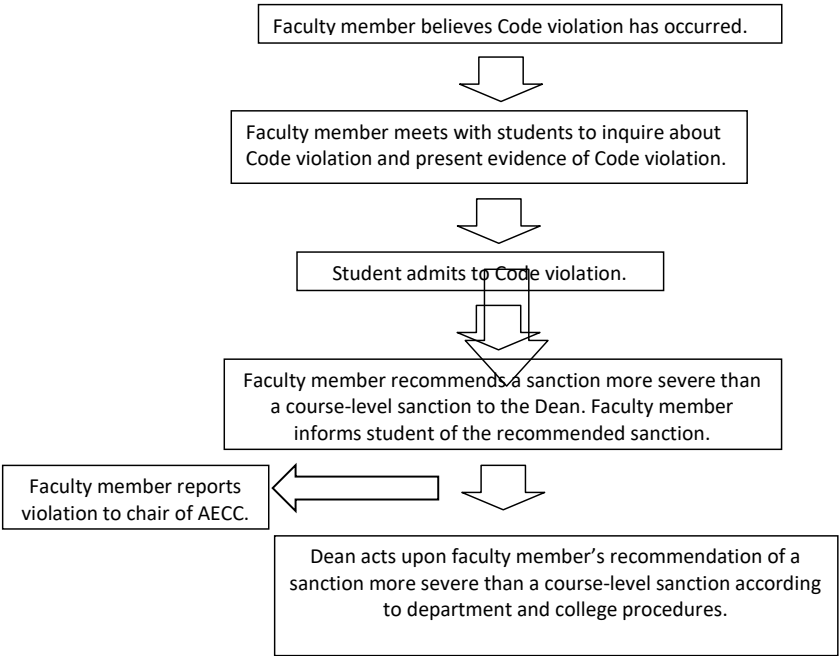 Faculty member believes Code violation has occurred.
Faculty member meets with students to inquire about
Code violation and present evidence of Code violation.
Student admits to Code violation.
Faculty member recommends a sanction more severe than
a course-level sanction to the Dean. Faculty member
informs student of the recommended sanction.
Faculty member reports
violation to chair of AECC.
Dean acts upon faculty member’s recommendation of a
sanction more severe than a course-level sanction according
to department and college procedures.